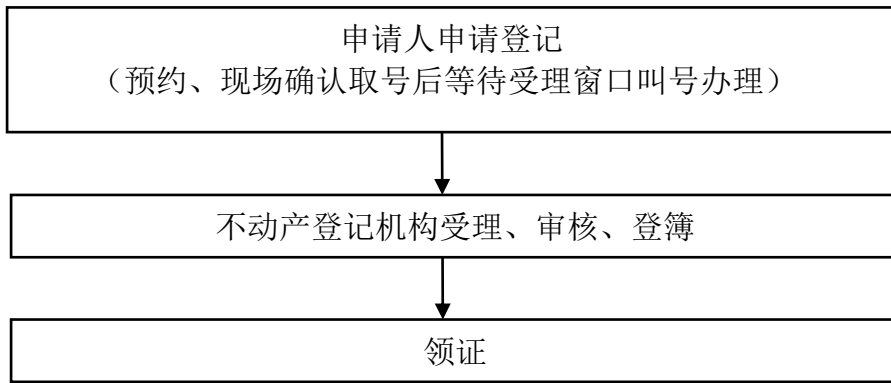 申请人申请登记
（预约、现场确认取号后等待受理窗口叫号办理）
不动产登记机构受理、审核、登簿
领证